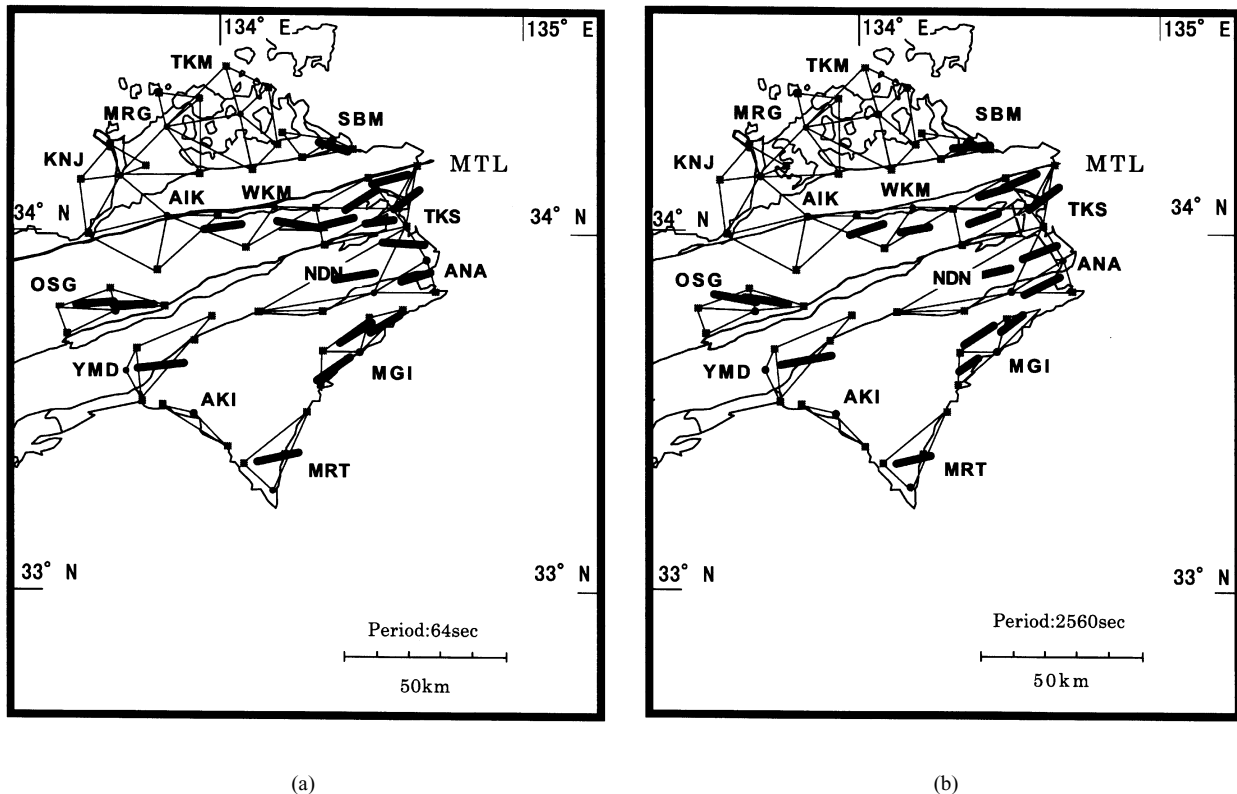 134° E
135° E
TKM
MRG
SBM
KNJ
MTL
AIK
WKM
34° N
34° N
TKS
NDN
ANA
OSG
YMD
MGI
AKI
MRT
33° N
33° N
Period:64sec
50km
(a)
134° E
135° E
TKM
MRG
SBM
KNJ
MTL
AIK
WKM
34° N
34° N
TKS
NDN
ANA
OSG
YMD
MGI
AKI
MRT
33° N
33° N
Period:2560sec
50km
(b)